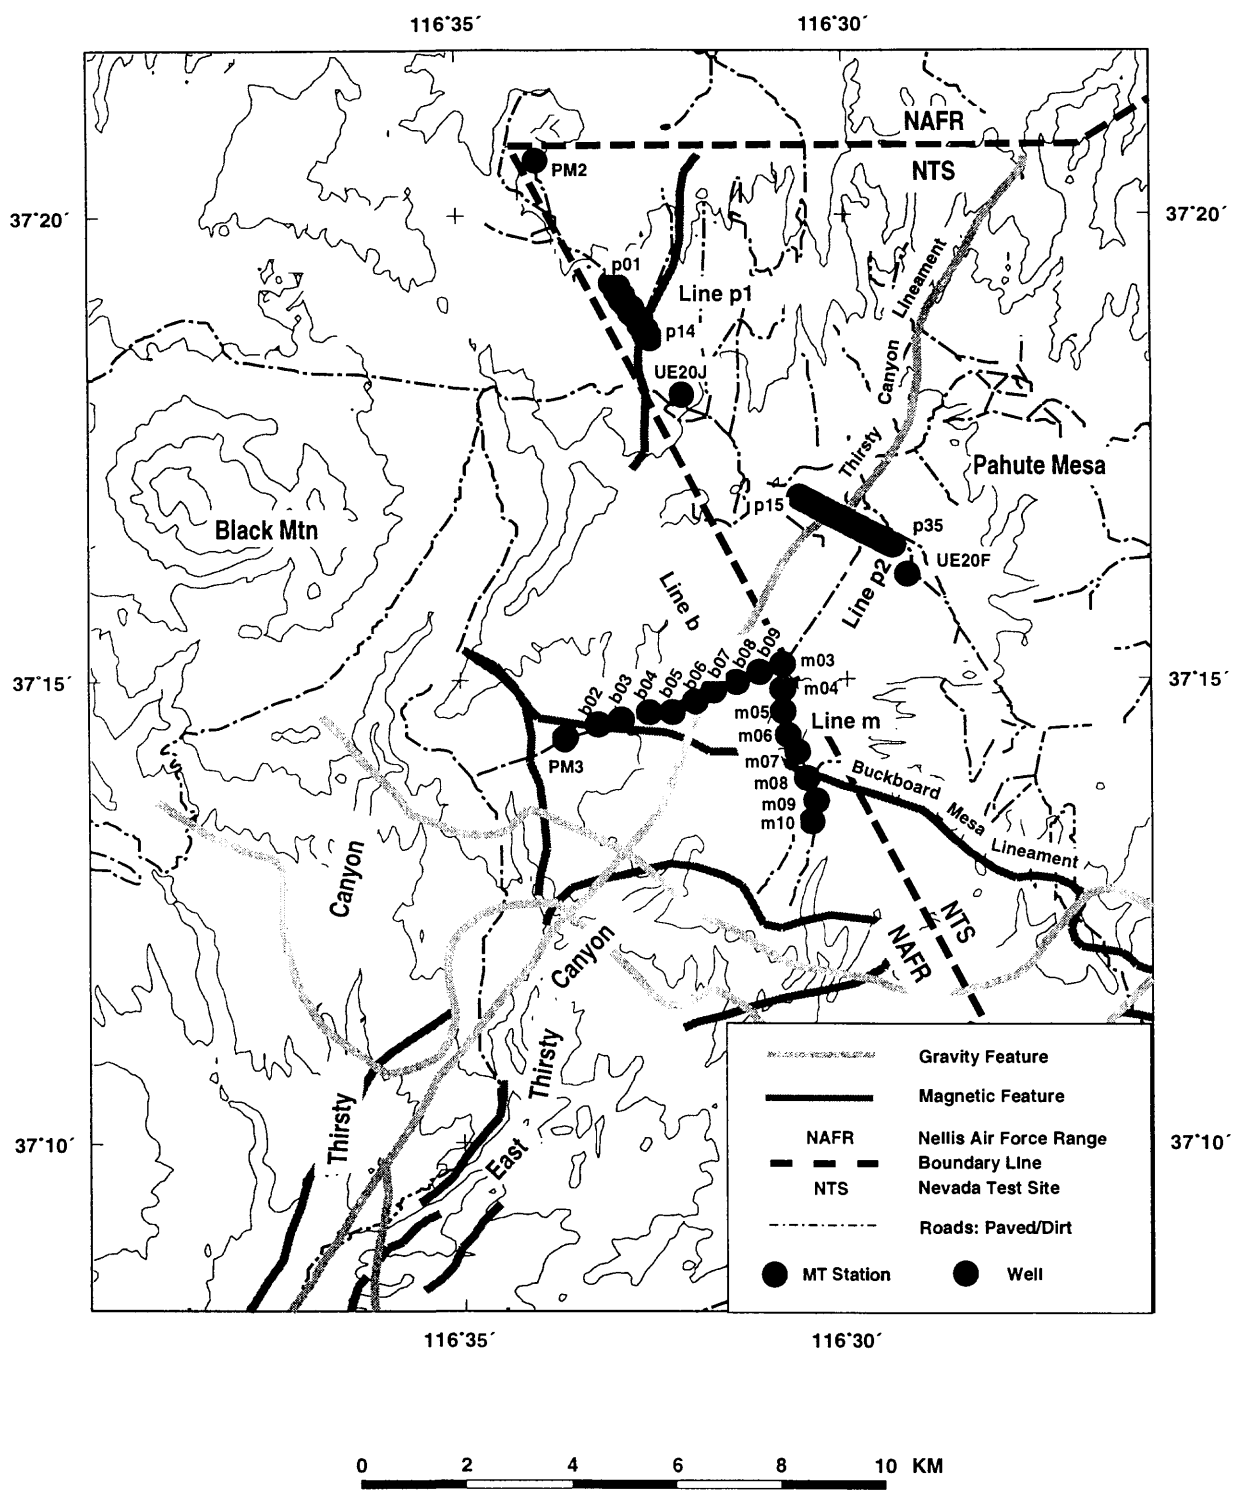 116°35´
116°30´
NAFR
NTS
PM2
37°20´
37°20´
p01
Line p1
p14
UE20J
Thirsty Canyon Lineament
Pahute Mesa
p15
p35
Black Mtn
UE20F
Line p2
Line b
b02
b03
b04
b05
b06
b07
b08
b09
m03
37°15´
37°15´
m04
m05
Line m
m06
m07
PM3
m08
m09
m10
Buckboard Mesa Lineament
Thirsty Canyon
NTS
NAFR
East Thirsty Canyon
37°10´
37°10´
Gravity Feature
Magnetic Feature
NAFR Nellis Air Force Range
Boundary Line
NTS Nevada Test Site
Roads: Paved/Dirt
MT Station Well
116°35´
116°30´
0 2 4 6 8 10 KM